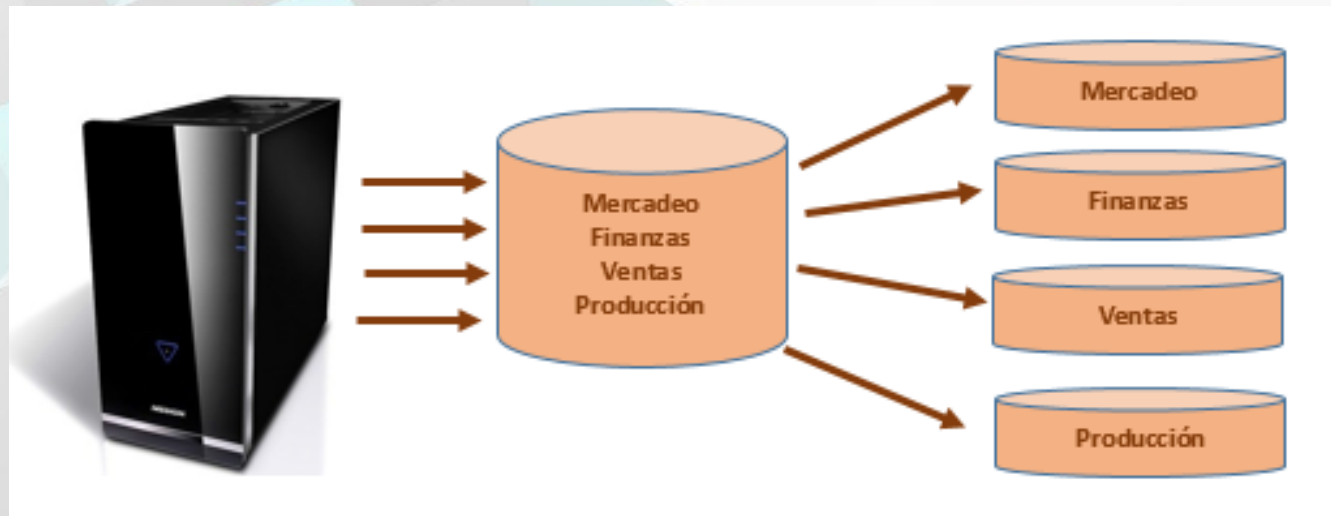 Mercadeo
Finanzas
Ventas
Producción
Mercadeo
Finanzas
Ventas
Producción